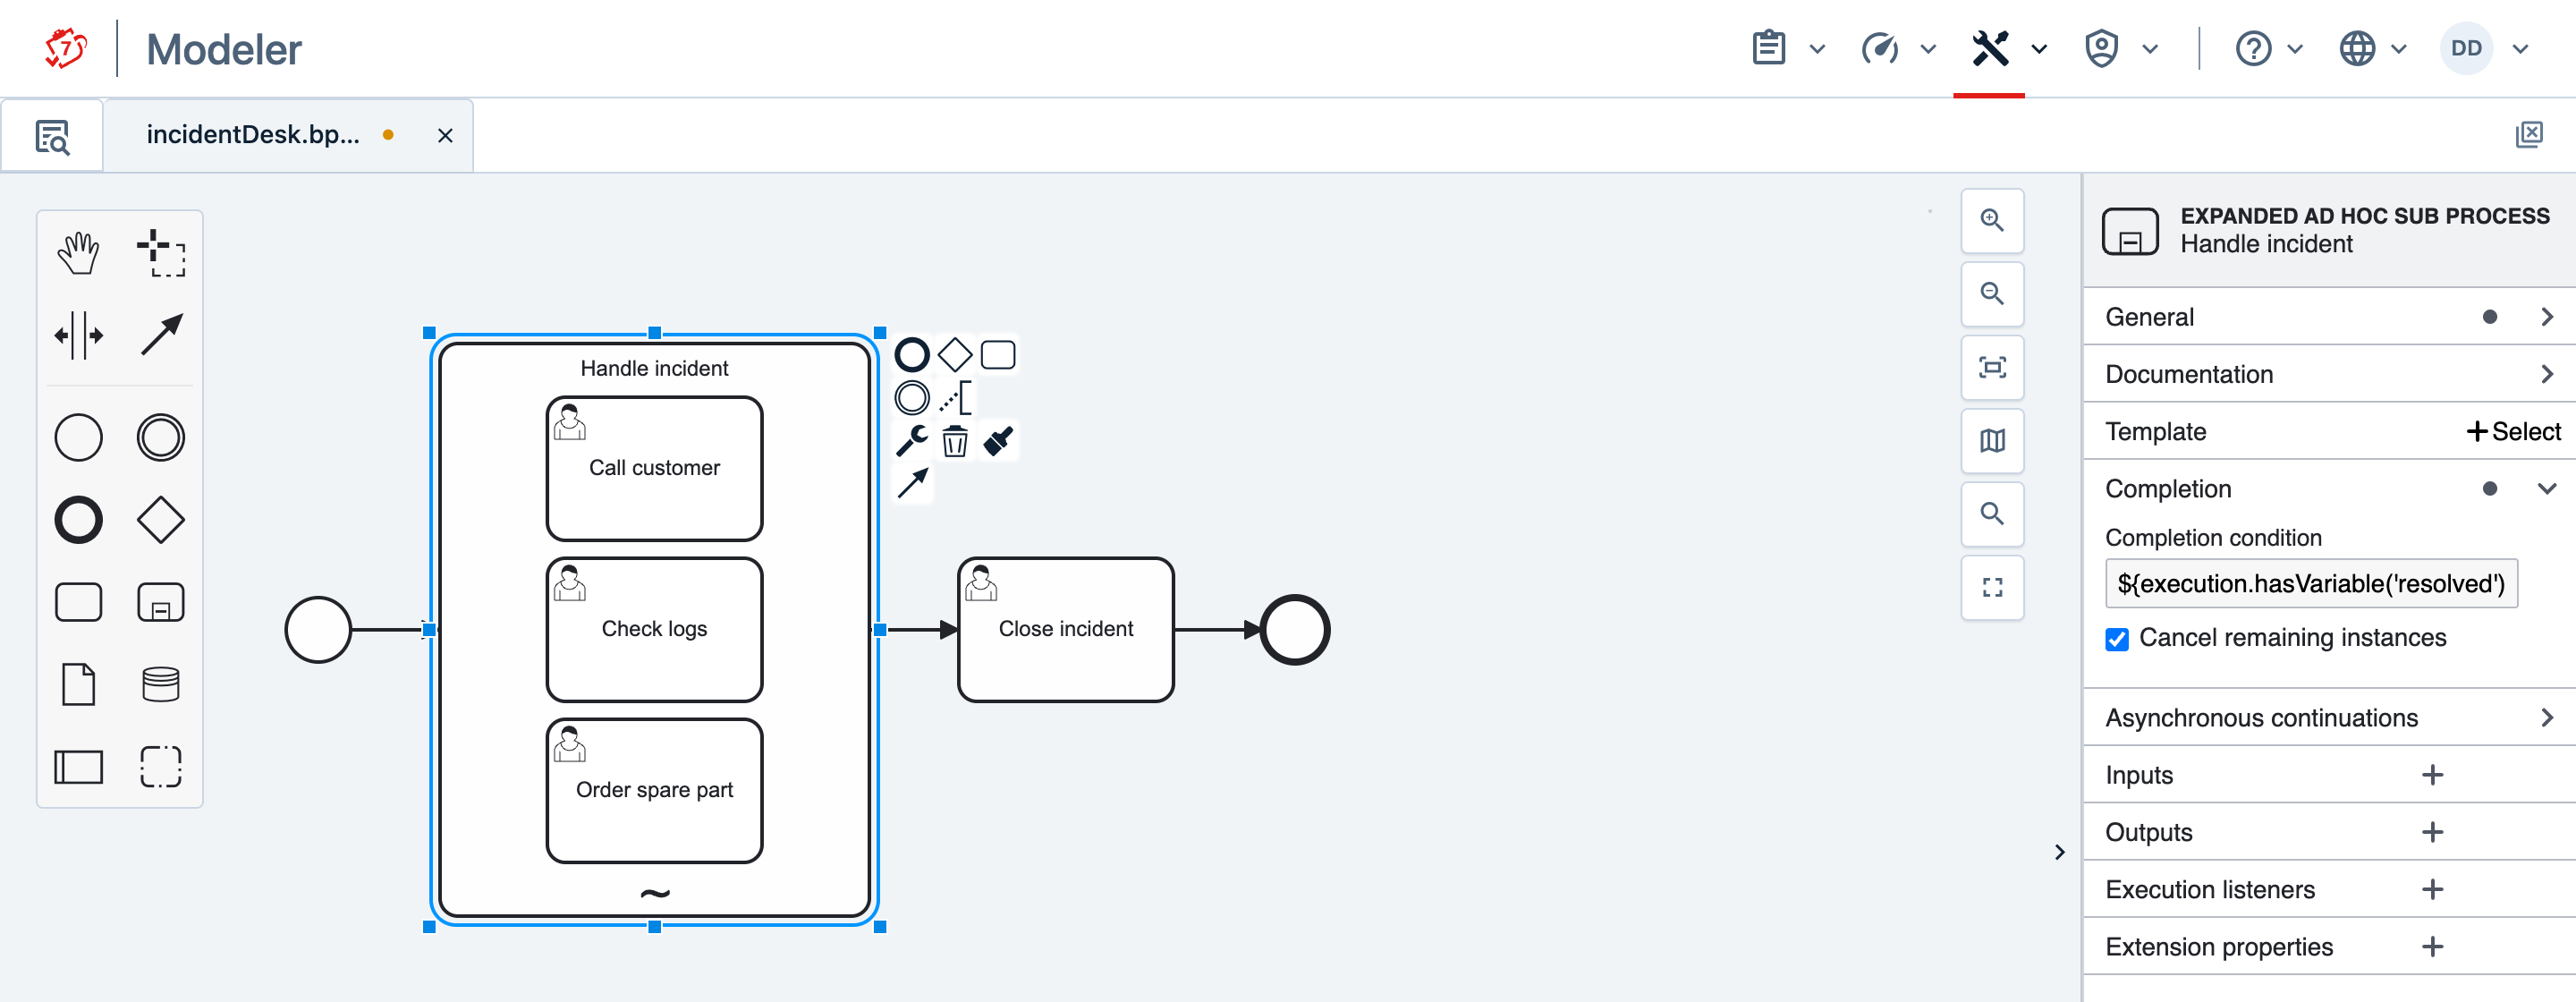 7
Modeler
DD
incidentDesk.bp...
EXPANDED AD HOC SUB PROCESS
Handle incident
General
Documentation
Template
Select
Completion
Completion condition
${execution.hasVariable('resolved')
Cancel remaining instances
Asynchronous continuations
Inputs
Outputs
Execution listeners
Extension properties
Handle incident
Call customer
Check logs
Order spare part
Close incident